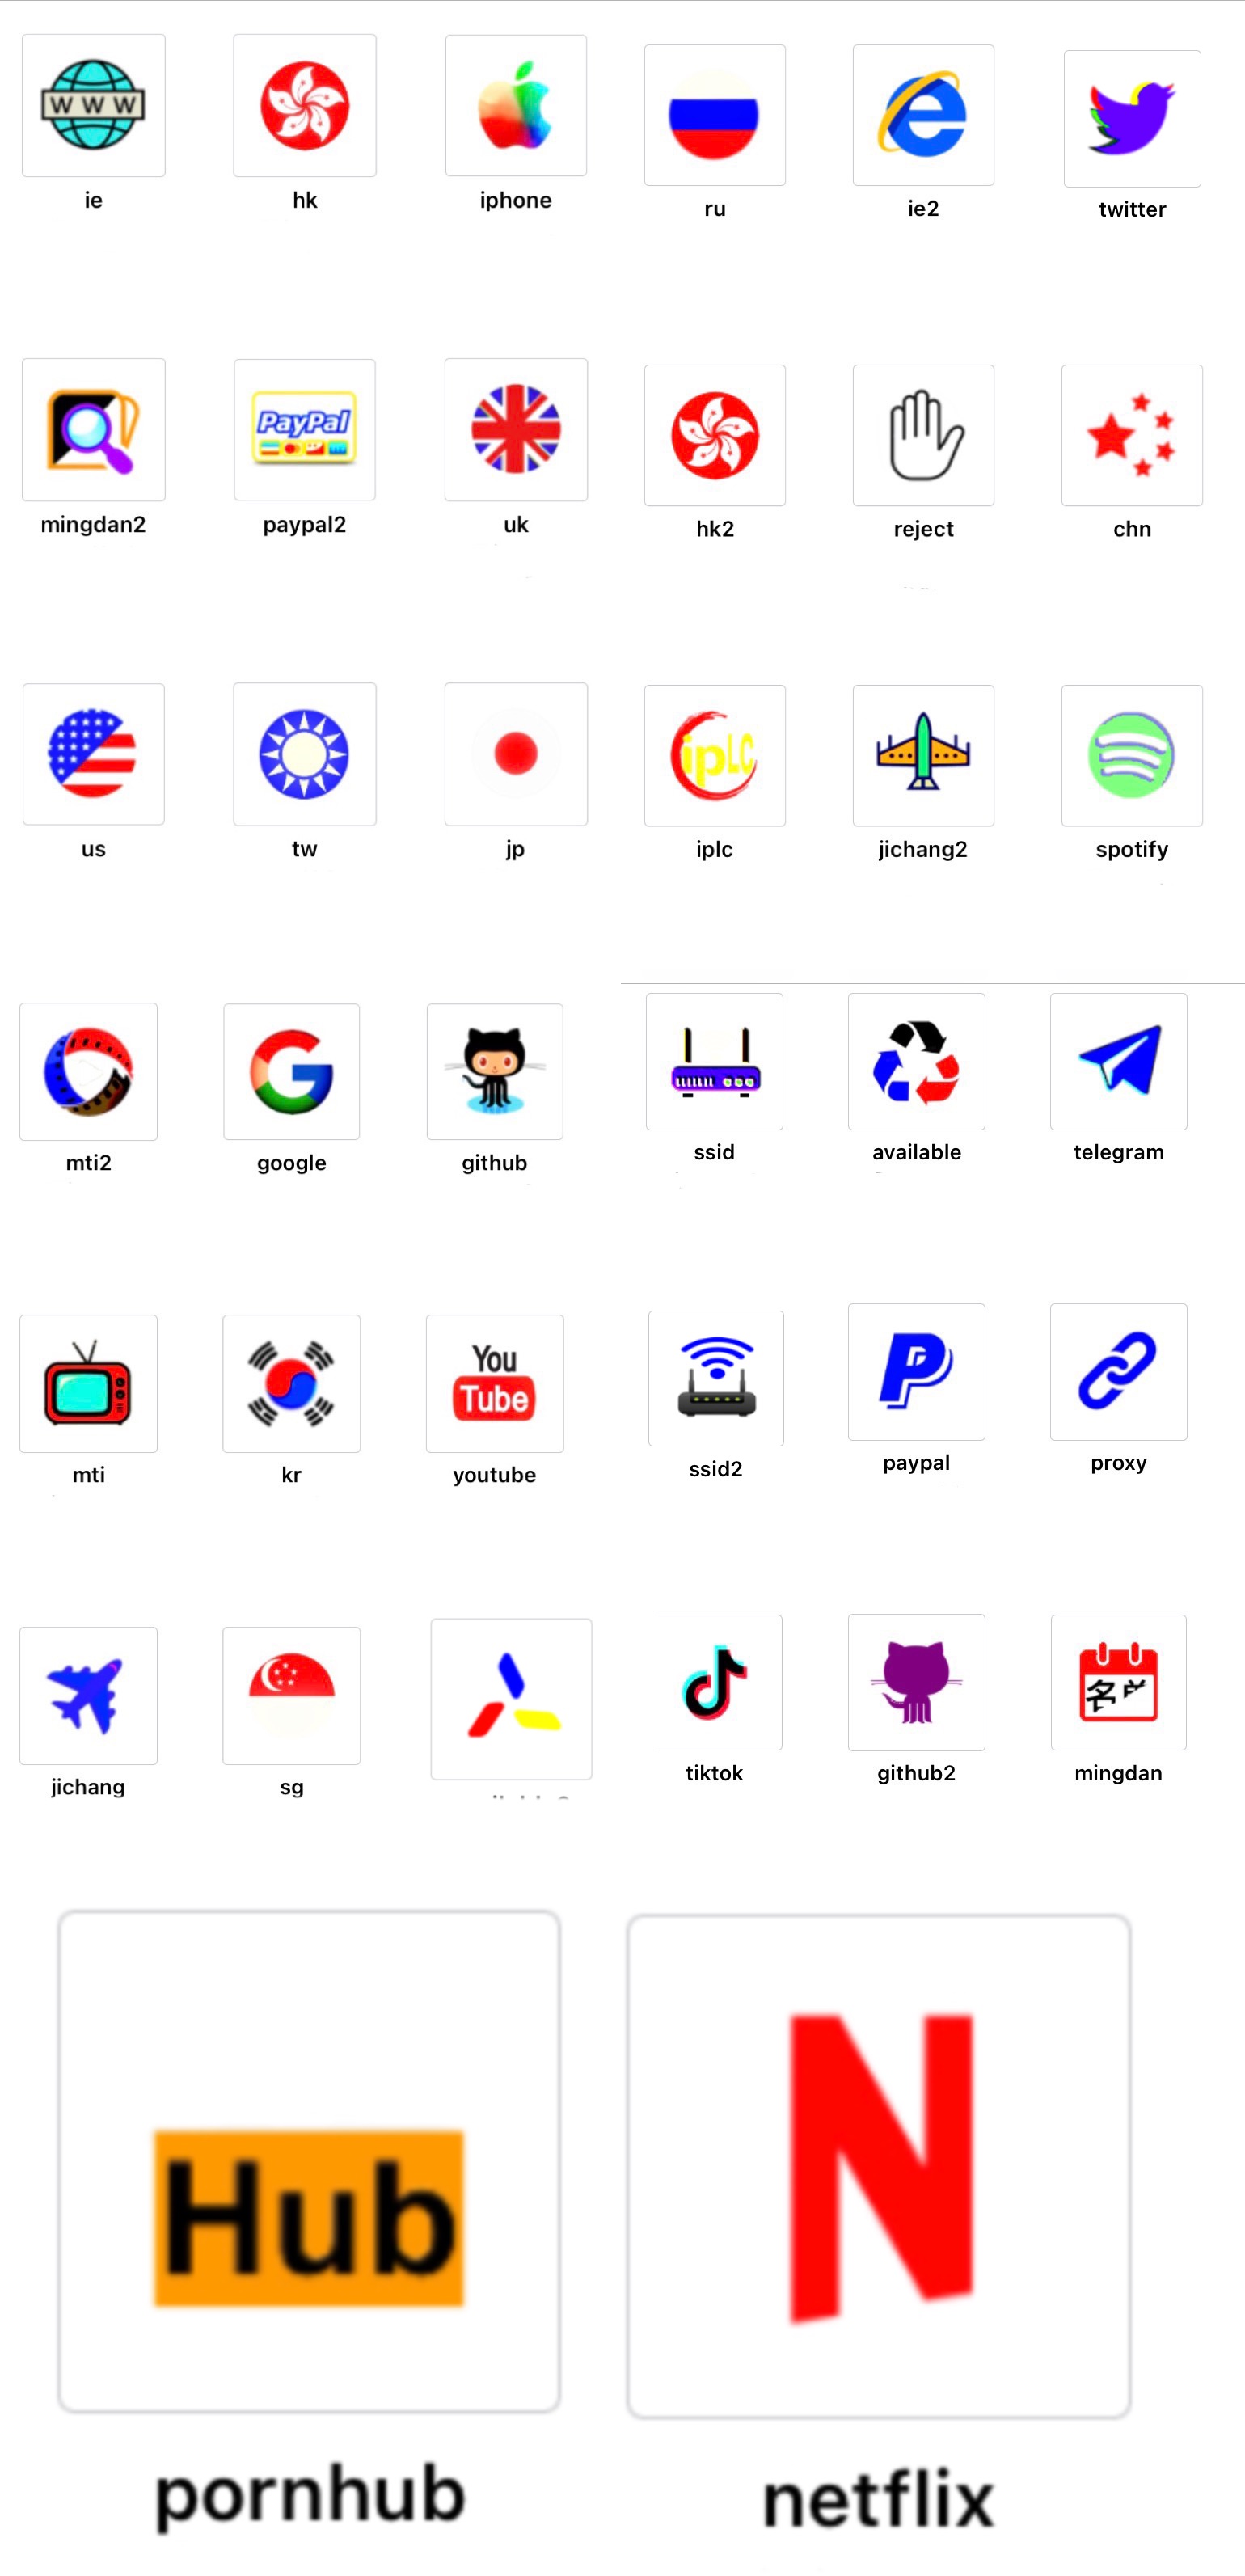 WWW
ie
hk
iphone
ru
ie2
twitter
mingdan2
PayPal
paypal2
uk
hk2
reject
chn
us
tw
jp
ipLC
iplc
jichang2
spotify
mti2
G
google
github
ssid
available
telegram
mti
kr
You
Tube
youtube
ssid2
P
paypal
proxy
jichang
sg
tiktok
github2
名
mingdan
Hub
pornhub
N
netflix